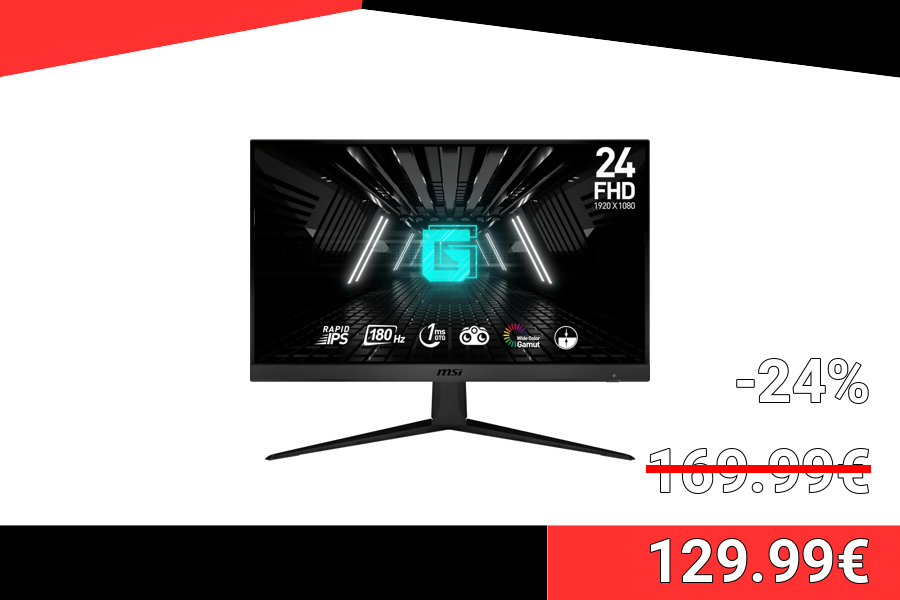 24
FHD
1920 X 1080
RAPID
IPS
180Hz
1ms
GTG
Wide Color
Gamut
msi
-24%
169.99€
129.99€